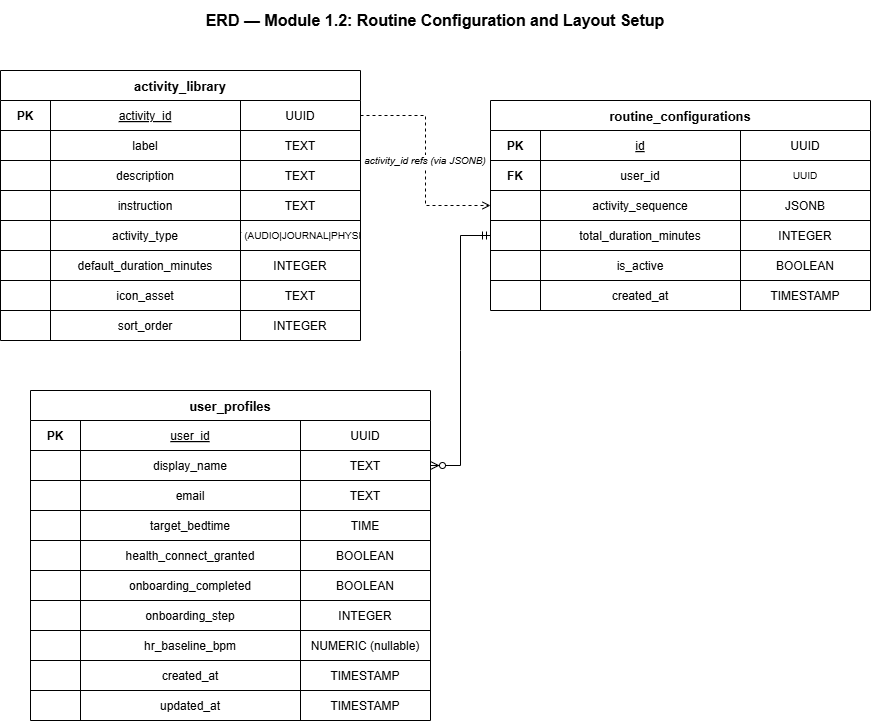 ERD — Module 1.2: Routine Configuration and Layout Setup
activity_library
PK activity_id UUID
label TEXT
description TEXT
instruction TEXT
activity_type (AUDIO|JOURNAL|PHYSI
default_duration_minutes INTEGER
icon_asset TEXT
sort_order INTEGER
activity_id refs (via JSONB)
routine_configurations
PK id UUID
FK user_id UUID
activity_sequence JSONB
total_duration_minutes INTEGER
is_active BOOLEAN
created_at TIMESTAMP
user_profiles
PK user_id UUID
display_name TEXT
email TEXT
target_bedtime TIME
health_connect_granted BOOLEAN
onboarding_completed BOOLEAN
onboarding_step INTEGER
hr_baseline_bpm NUMERIC (nullable)
created_at TIMESTAMP
updated_at TIMESTAMP